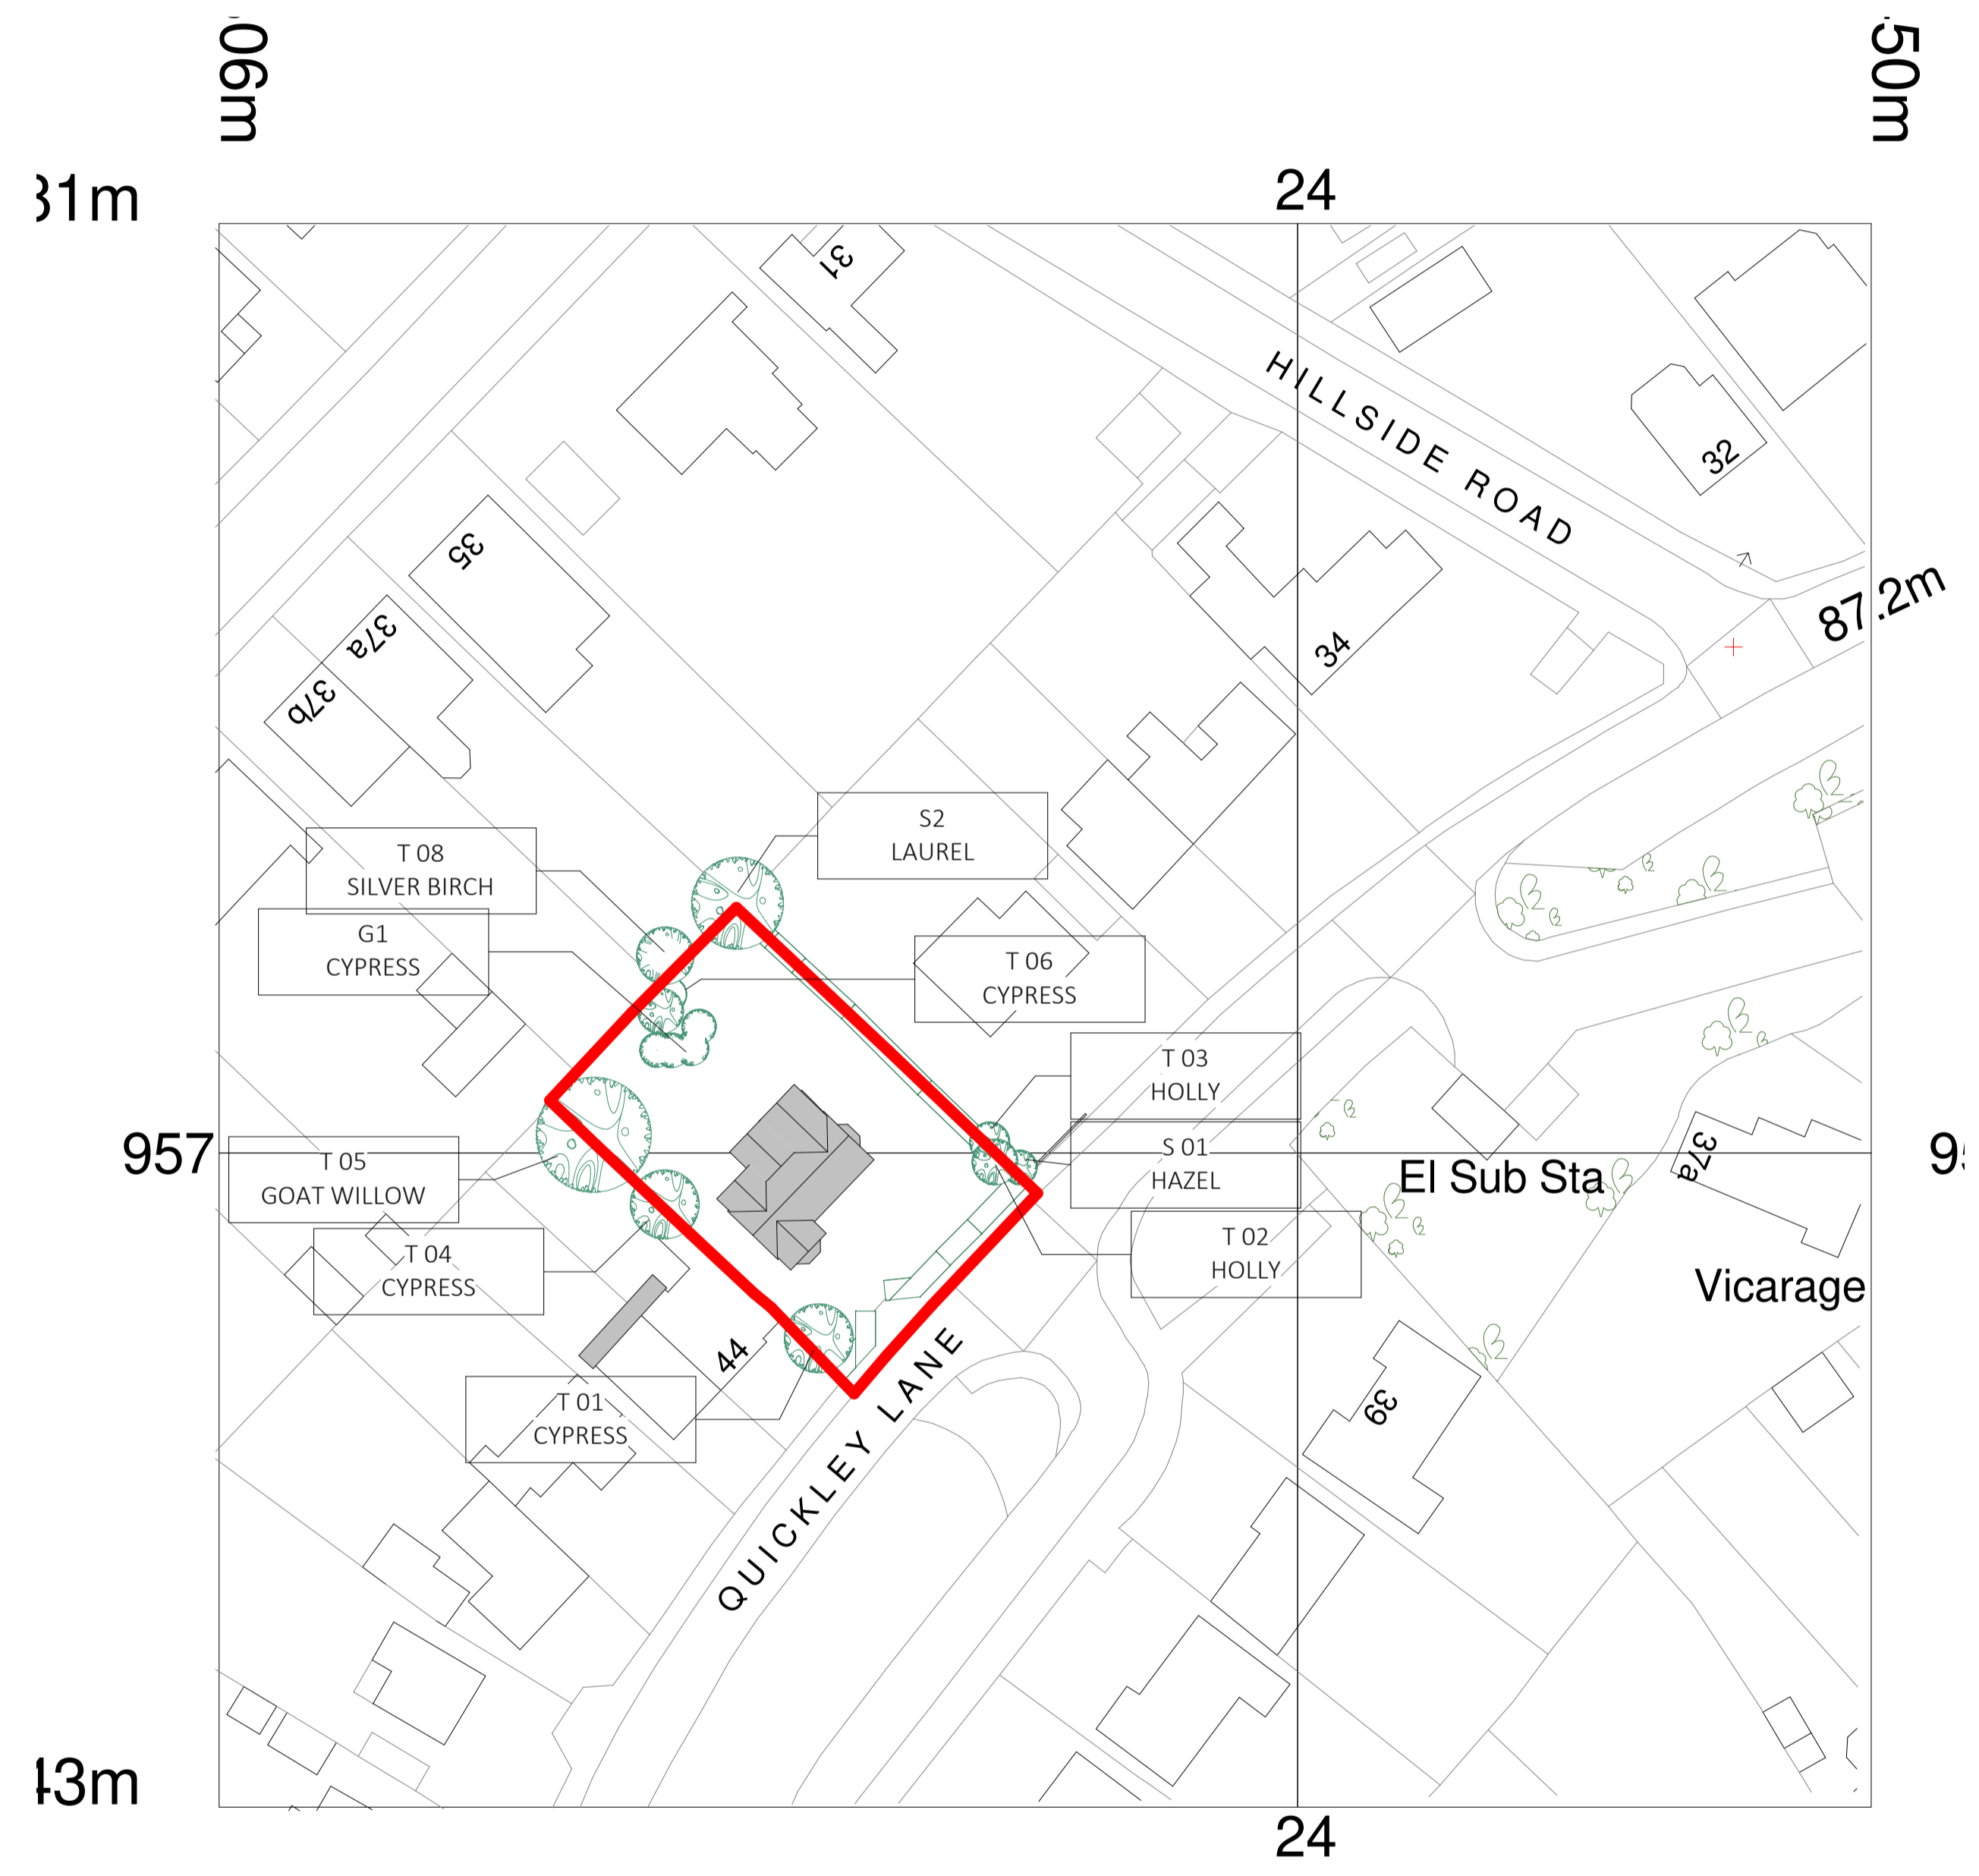 06m
50m
31m
24
31
HILLSIDE ROAD
32
35
87.2m
37a
34
37b
S2
LAUREL
T 08
SILVER BIRCH
G1
CYPRESS
T 06
CYPRESS
T 03
HOLLY
957
95
T 05
GOAT WILLOW
S 01
HAZEL
El Sub Sta
37a
T 04
CYPRESS
T 02
HOLLY
Vicarage
44
39
T 01
CYPRESS
QUICKLEY LANE
43m
24